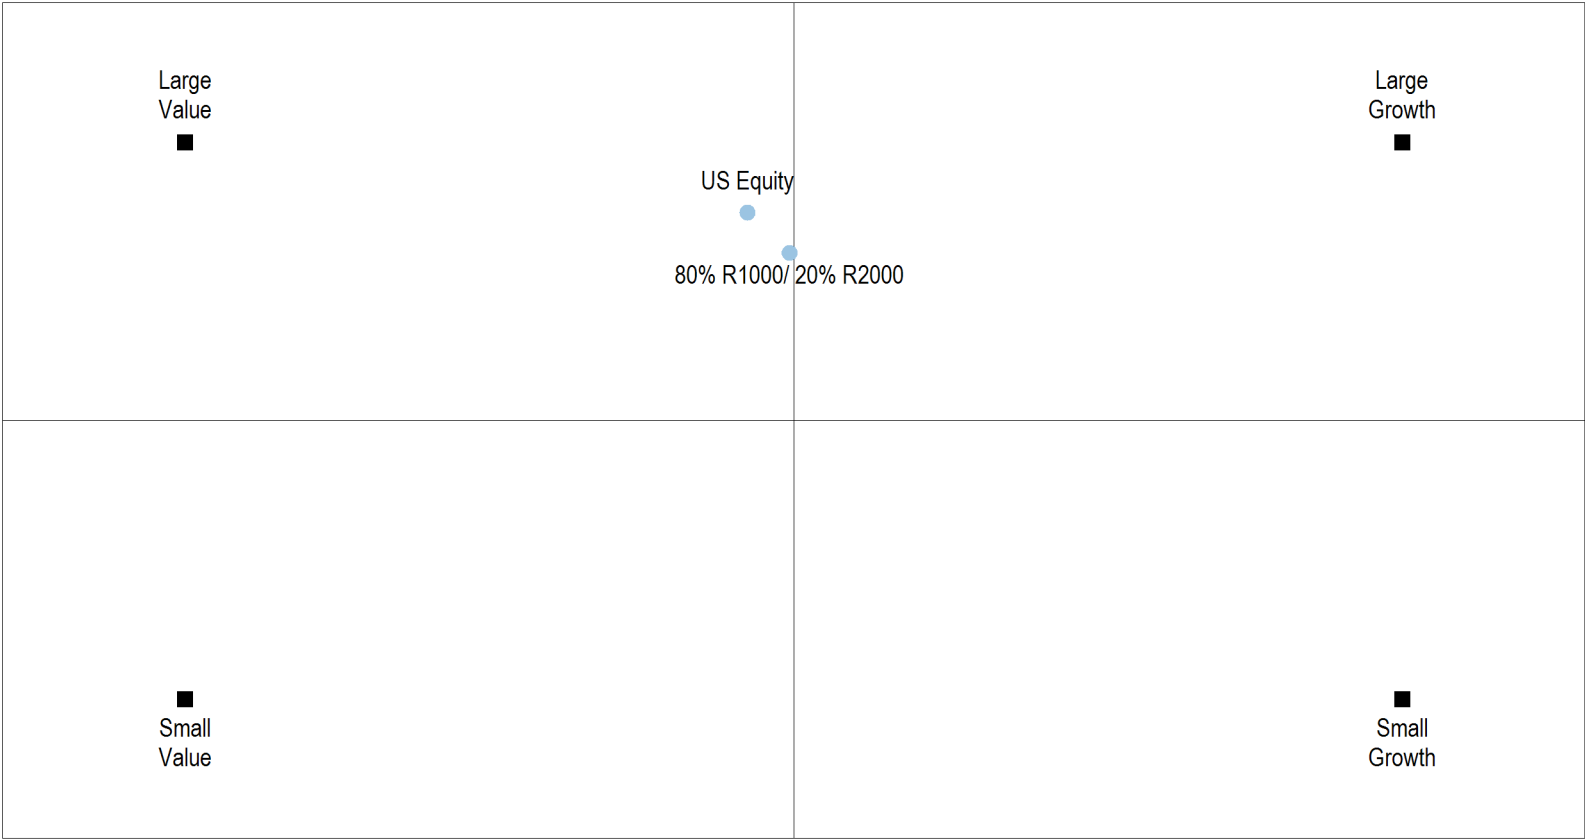 Large
Value
Large
Growth
US Equity
80% R1000/ 20% R2000
Small
Value
Small
Growth